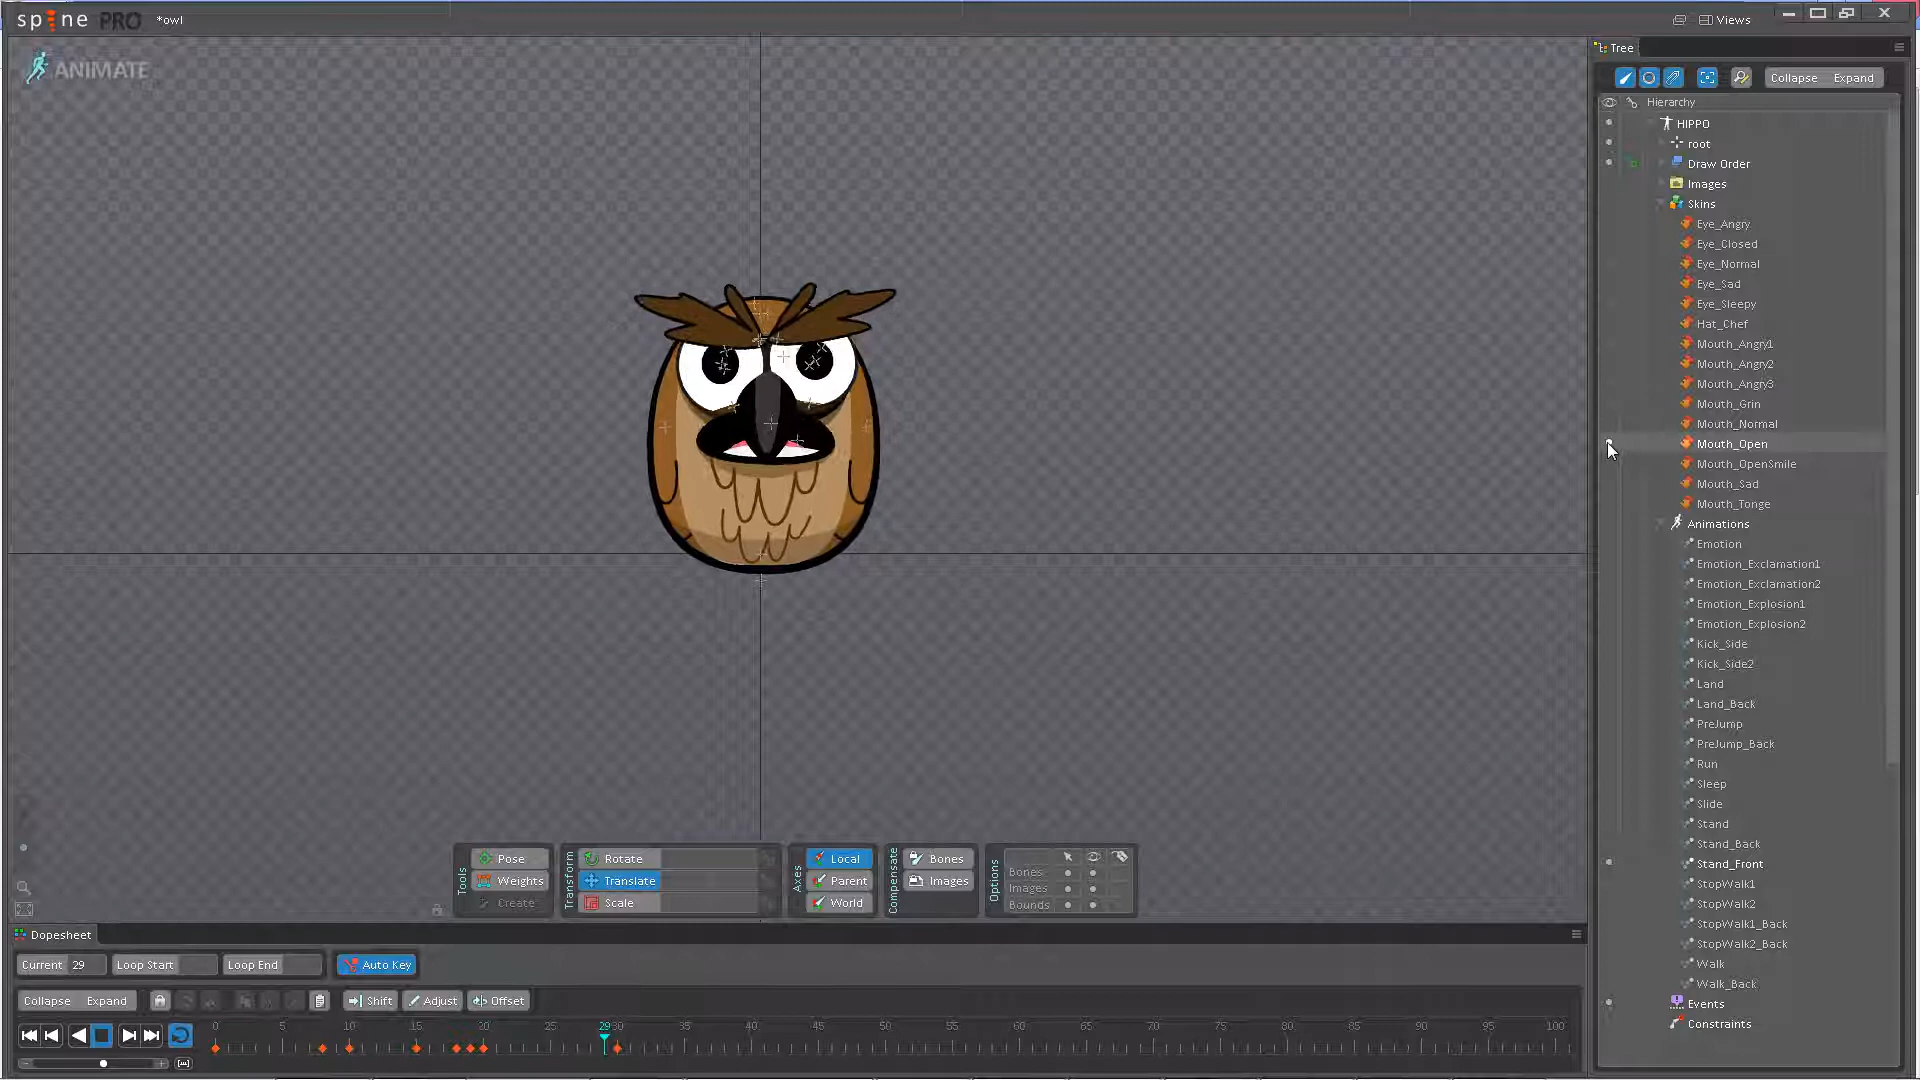 spine PRO *owl Views
ANIMATE
Tree
Collapse Expand
Hierarchy
HIPPO
root
Draw Order
Images
Skins
Eye_Angry
Eye_Closed
Eye_Normal
Eye_Sad
Eye_Sleepy
Hat_Chef
Mouth_Angry1
Mouth_Angry2
Mouth_Angry3
Mouth_Grin
Mouth_Normal
Mouth_Open
Mouth_OpenSmile
Mouth_Sad
Mouth_Tonge
Animations
Emotion
Emotion_Exclamation1
Emotion_Exclamation2
Emotion_Explosion1
Emotion_Explosion2
Kick_Side
Kick_Side2
Land
Land_Back
PreJump
PreJump_Back
Run
Sleep
Slide
Stand
Stand_Back
Stand_Front
StopWalk1
StopWalk2
StopWalk1_Back
StopWalk2_Back
Walk
Walk_Back
Events
Constraints
Tools
Pose
Weights
Create
Transform
Rotate
Translate
Scale
Axes
Local
Parent
World
Compensate
Bones
Images
Options
Bones
Images
Bounds
Dopesheet
Current 29 Loop Start Loop End Auto Key
Collapse Expand Shift Adjust Offset
0 5 10 15 20 25 29 30 35 40 45 50 55 60 65 70 75 80 85 90 95 100